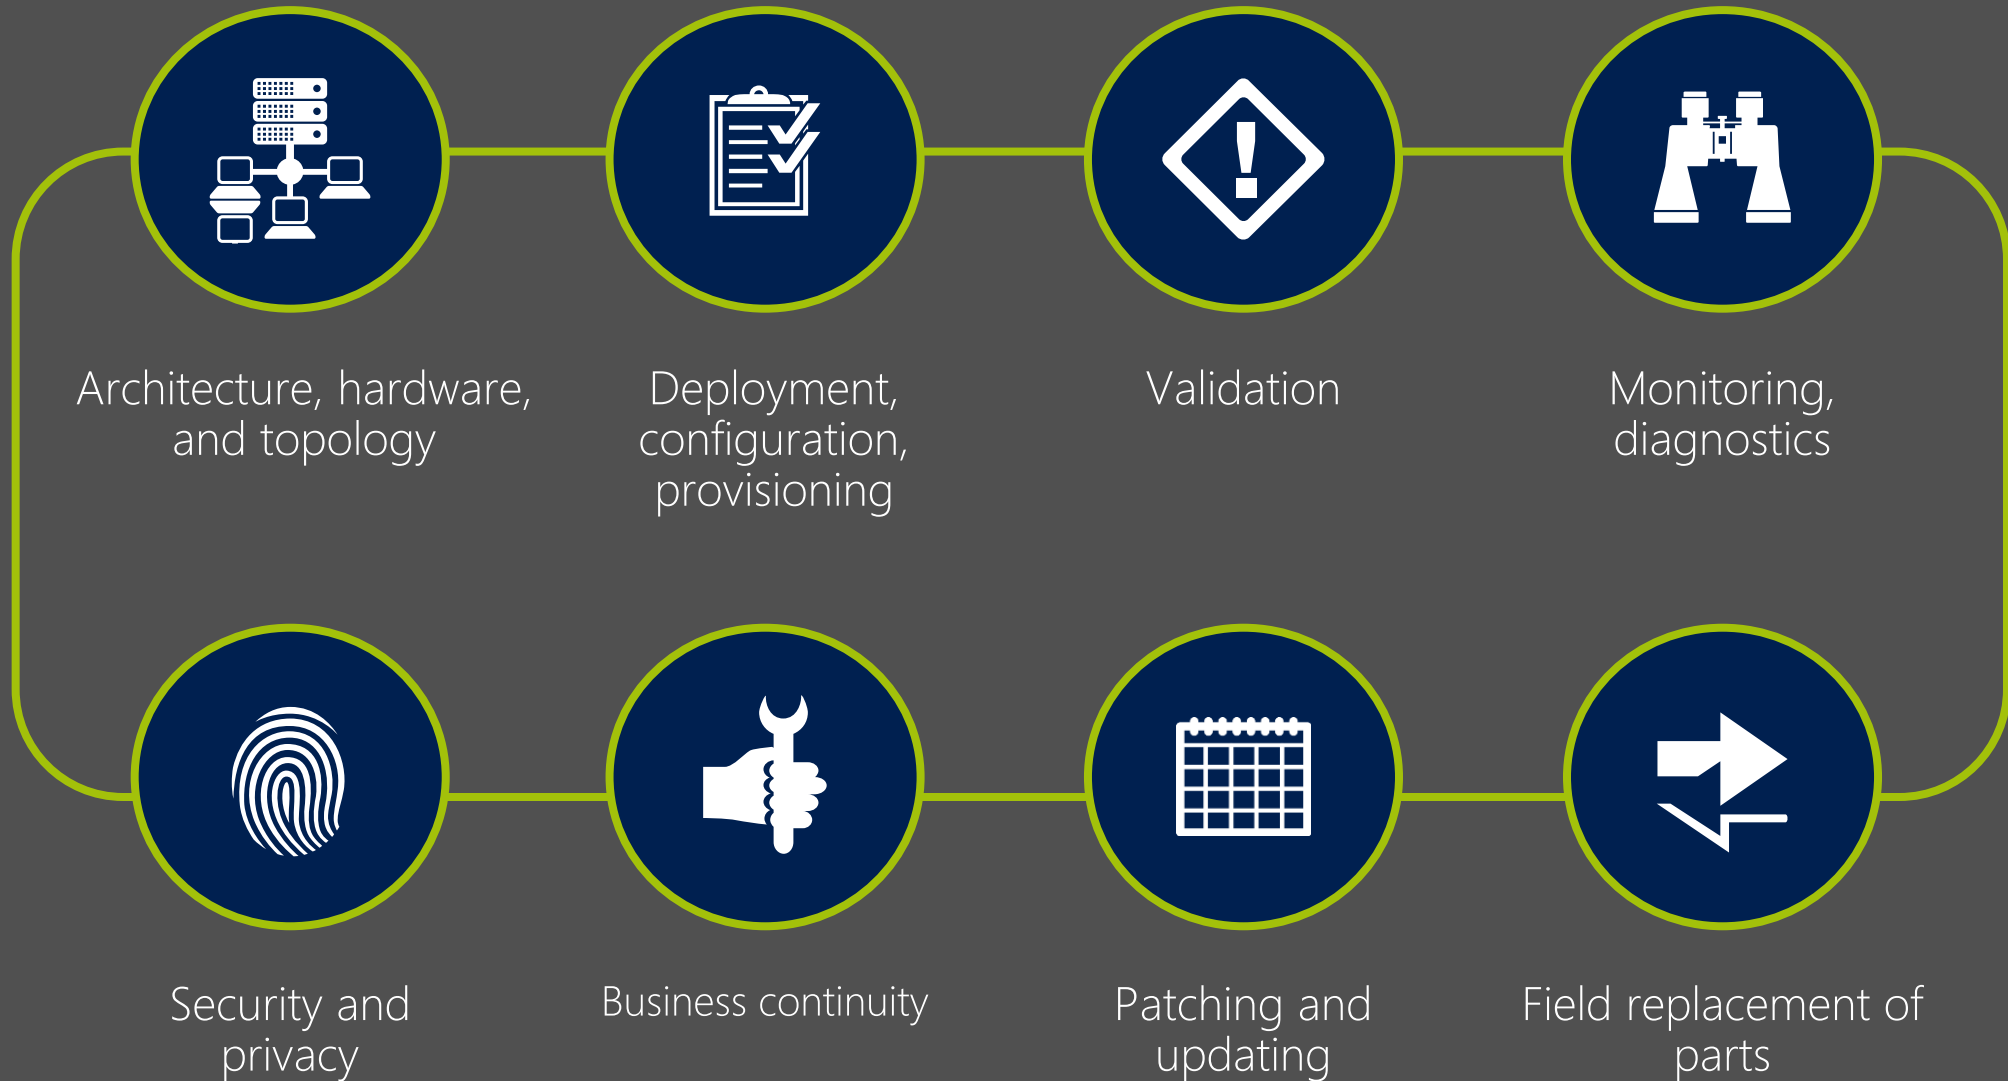 Architecture, hardware,
and topology
Deployment,
configuration,
provisioning
Validation
Monitoring,
diagnostics
Security and
privacy
Business continuity
Patching and
updating
Field replacement of
parts